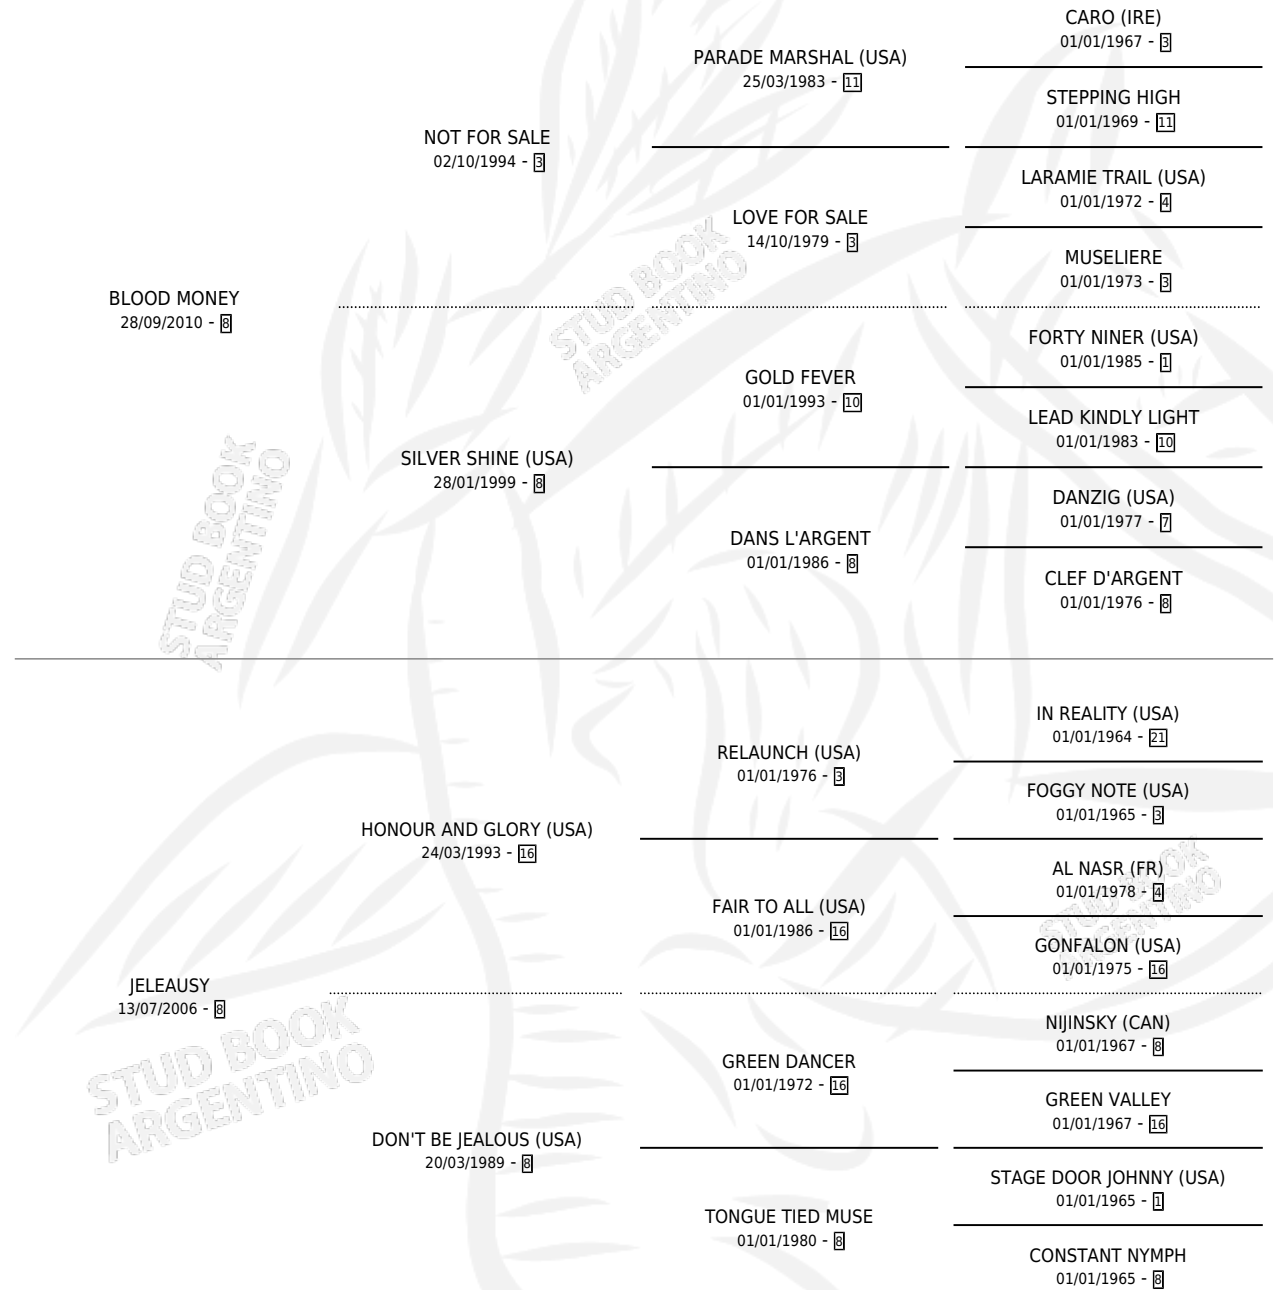 CARO (IRE)
01/01/1967 - 3
PARADE MARSHAL (USA)
25/03/1983 - 11
STEPPING HIGH
01/01/1969 - 11
NOT FOR SALE
02/10/1994 - 3
LARAMIE TRAIL (USA)
01/01/1972 - 4
LOVE FOR SALE
14/10/1979 - 3
MUSELIERE
01/01/1973 - 3
BLOOD MONEY
28/09/2010 - 8
STUD BOOK
ARGENTINO
FORTY NINER (USA)
01/01/1985 - 1
GOLD FEVER
01/01/1993 - 10
LEAD KINDLY LIGHT
01/01/1983 - 10
SILVER SHINE (USA)
28/01/1999 - 8
DANZIG (USA)
01/01/1977 - 7
DANS L'ARGENT
01/01/1986 - 8
CLEF D'ARGENT
01/01/1976 - 8
STUD BOOK
ARGENTINO
IN REALITY (USA)
01/01/1964 - 21
RELAUNCH (USA)
01/01/1976 - 3
FOGGY NOTE (USA)
01/01/1965 - 3
HONOUR AND GLORY (USA)
24/03/1993 - 16
AL NASR (FR)
01/01/1978 - 4
FAIR TO ALL (USA)
01/01/1986 - 16
STUD BOOK
ARGENTINO
GONFALON (USA)
01/01/1975 - 16
JELEAUSY
13/07/2006 - 8
NIJINSKY (CAN)
01/01/1967 - 8
STUD BOOK
ARGENTINO
GREEN DANCER
01/01/1972 - 16
GREEN VALLEY
01/01/1967 - 16
DON'T BE JEALOUS (USA)
20/03/1989 - 8
STAGE DOOR JOHNNY (USA)
01/01/1965 - 1
TONGUE TIED MUSE
01/01/1980 - 8
CONSTANT NYMPH
01/01/1965 - 8